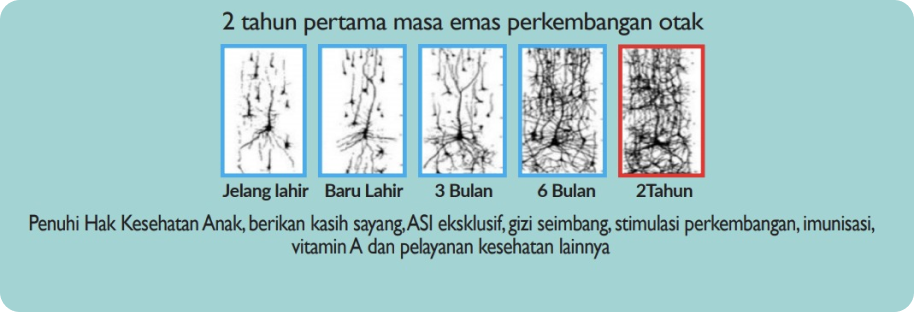 2 tahun pertama masa emas perkembangan otak
Jelang lahir Baru Lahir 3 Bulan 6 Bulan 2Tahun
Penuhi Hak Kesehatan Anak, berikan kasih sayang, ASI eksklusif, gizi seimbang, stimulasi perkembangan, imunisasi,
vitamin A dan pelayanan kesehatan lainnya